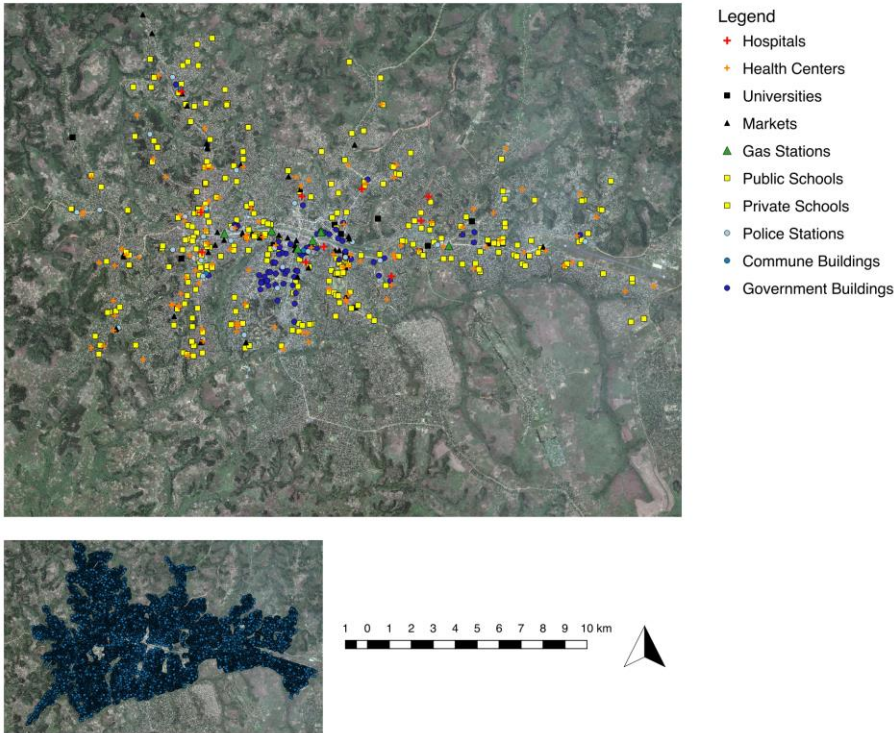 Legend
Hospitals
Health Centers
Universities
Markets
Gas Stations
Public Schools
Private Schools
Police Stations
Commune Buildings
Government Buildings
1 0 1 2 3 4 5 6 7 8 9 10 km